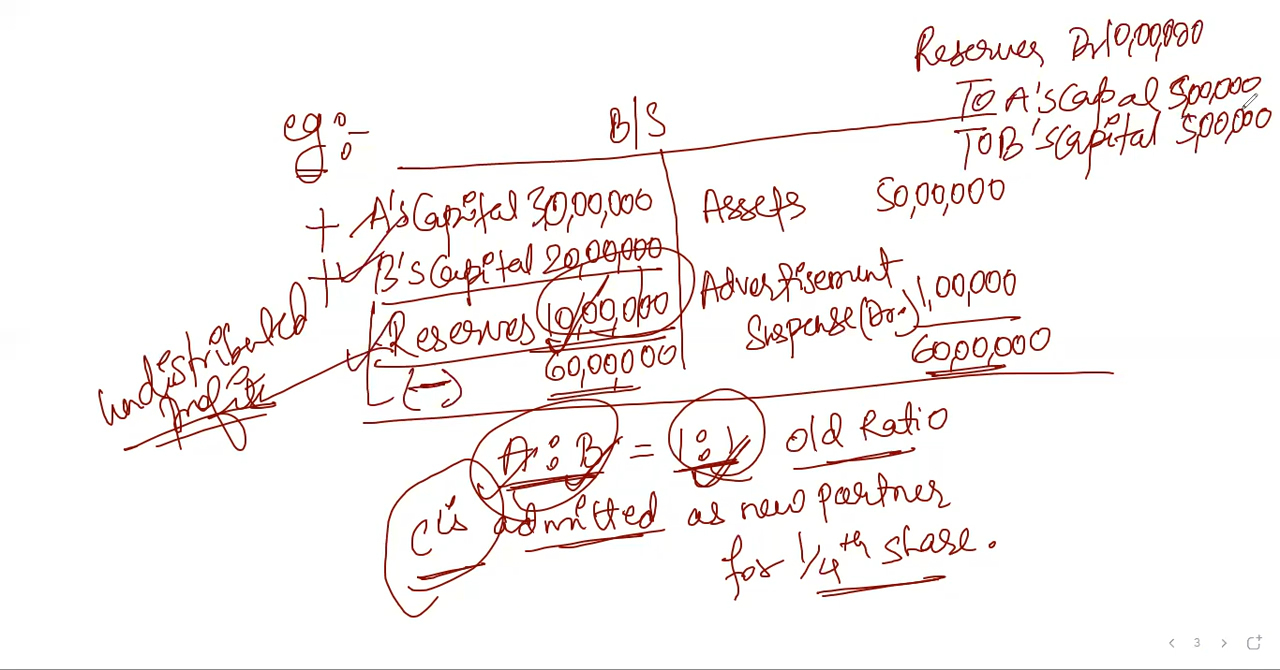 Reserves Dr 10,00,000
To A's Capital 5,00,000
To B's Capital 5,00,000
eg:-
B/S
A's Capital 30,00,000
Assets 50,00,000
B's Capital 20,00,000
Advertisement
Suspense (Dr.) 1,00,000
Reserves 10,00,000
60,00,000
60,00,000
(-)
undistributed
Profits
A : B = 1 : 1 old Ratio
C is admitted as new partner
for 1/4th share.
3